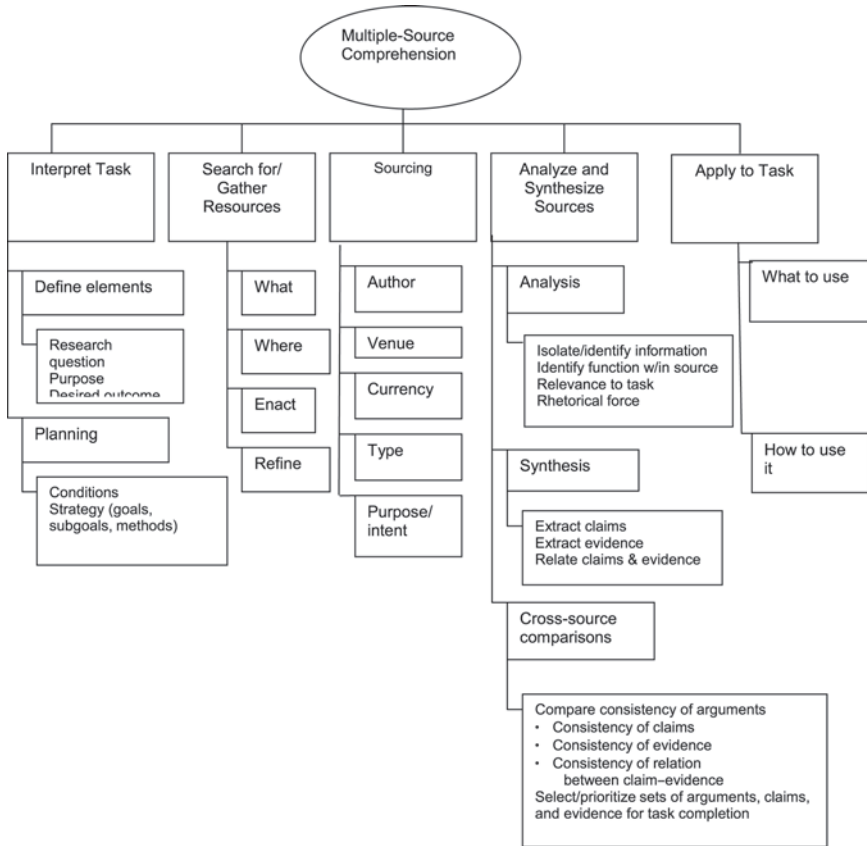 Multiple-Source
Comprehension
Interpret Task
Search for/
Gather
Resources
Sourcing
Analyze and
Synthesize
Sources
Apply to Task
Define elements
Research
question
Purpose
Desired outcome
Planning
Conditions
Strategy (goals,
subgoals, methods)
What
Where
Enact
Refine
Author
Venue
Currency
Type
Purpose/
intent
Analysis
Isolate/identify information
Identify function w/in source
Relevance to task
Rhetorical force
Synthesis
Extract claims
Extract evidence
Relate claims & evidence
Cross-source
comparisons
Compare consistency of arguments
• Consistency of claims
• Consistency of evidence
• Consistency of relation
between claim–evidence
Select/prioritize sets of arguments, claims,
and evidence for task completion
What to use
How to use
it